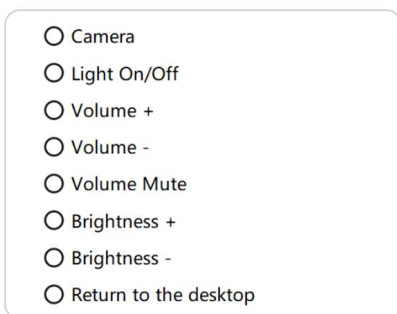 Camera
Light On/Off
Volume +
Volume -
Volume Mute
Brightness +
Brightness -
Return to the desktop